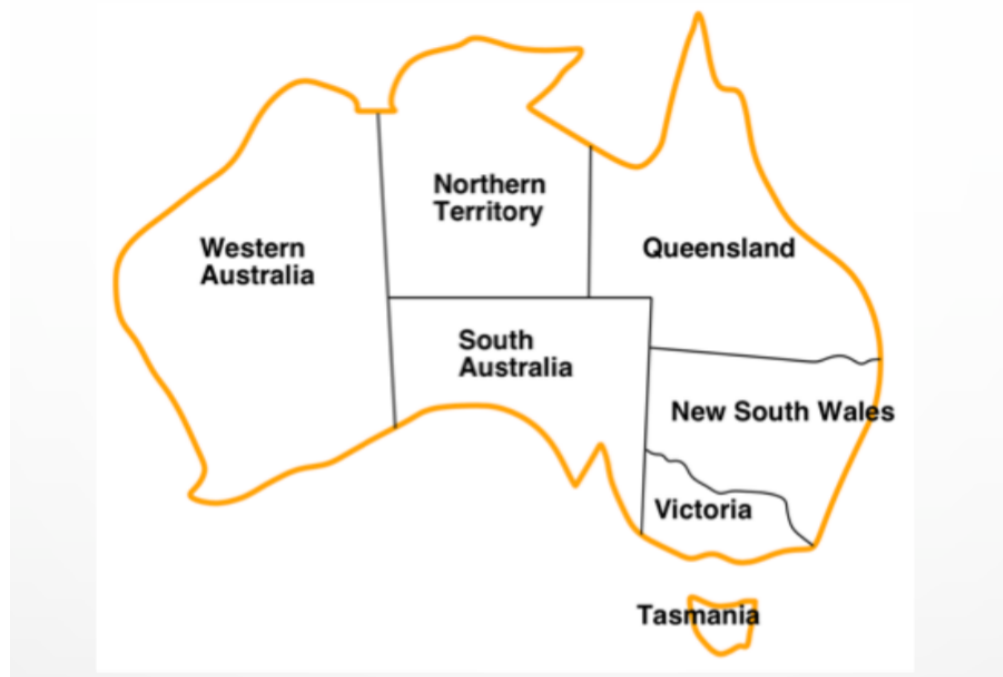 Northern
Territory
Western
Australia
Queensland
South
Australia
New South Wales
Victoria
Tasmania